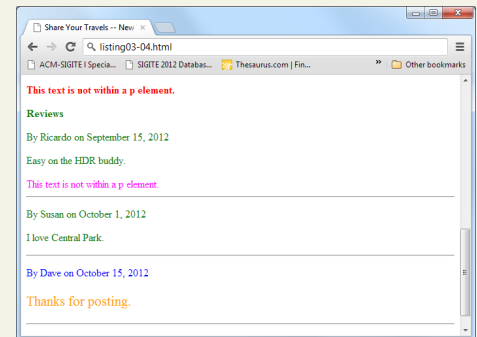 Share Your Travels -- New
listing03-04.html
ACM-SIGITE I Specia... SIGITE 2012 Databas... Thesaurus.com | Fin... » Other bookmarks
This text is not within a p element.
Reviews
By Ricardo on September 15, 2012
Easy on the HDR buddy.
This text is not within a p element.
By Susan on October 1, 2012
I love Central Park.
By Dave on October 15, 2012
Thanks for posting.